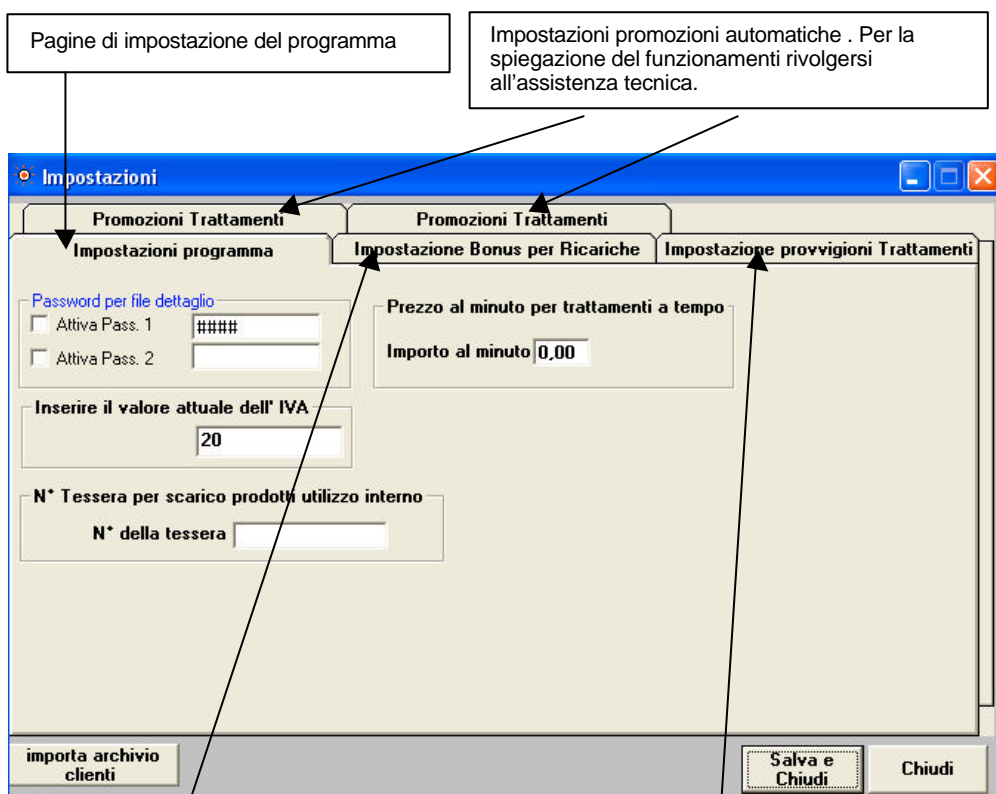 Pagine di impostazione del programma
Impostazioni promozioni automatiche . Per la
spiegazione del funzionamenti rivolgersi
all'assistenza tecnica.
Impostazioni
Promozioni Trattamenti
Promozioni Trattamenti
Impostazioni programma
Impostazione Bonus per Ricariche
Impostazione provvigioni Trattamenti
Password per file dettaglio
Attiva Pass. 1
####
Attiva Pass. 2
Prezzo al minuto per trattamenti a tempo
Importo al minuto 0,00
Inserire il valore attuale dell' IVA
20
N° Tessera per scarico prodotti utilizzo interno
N° della tessera
importa archivio
clienti
Salva e
Chiudi
Chiudi